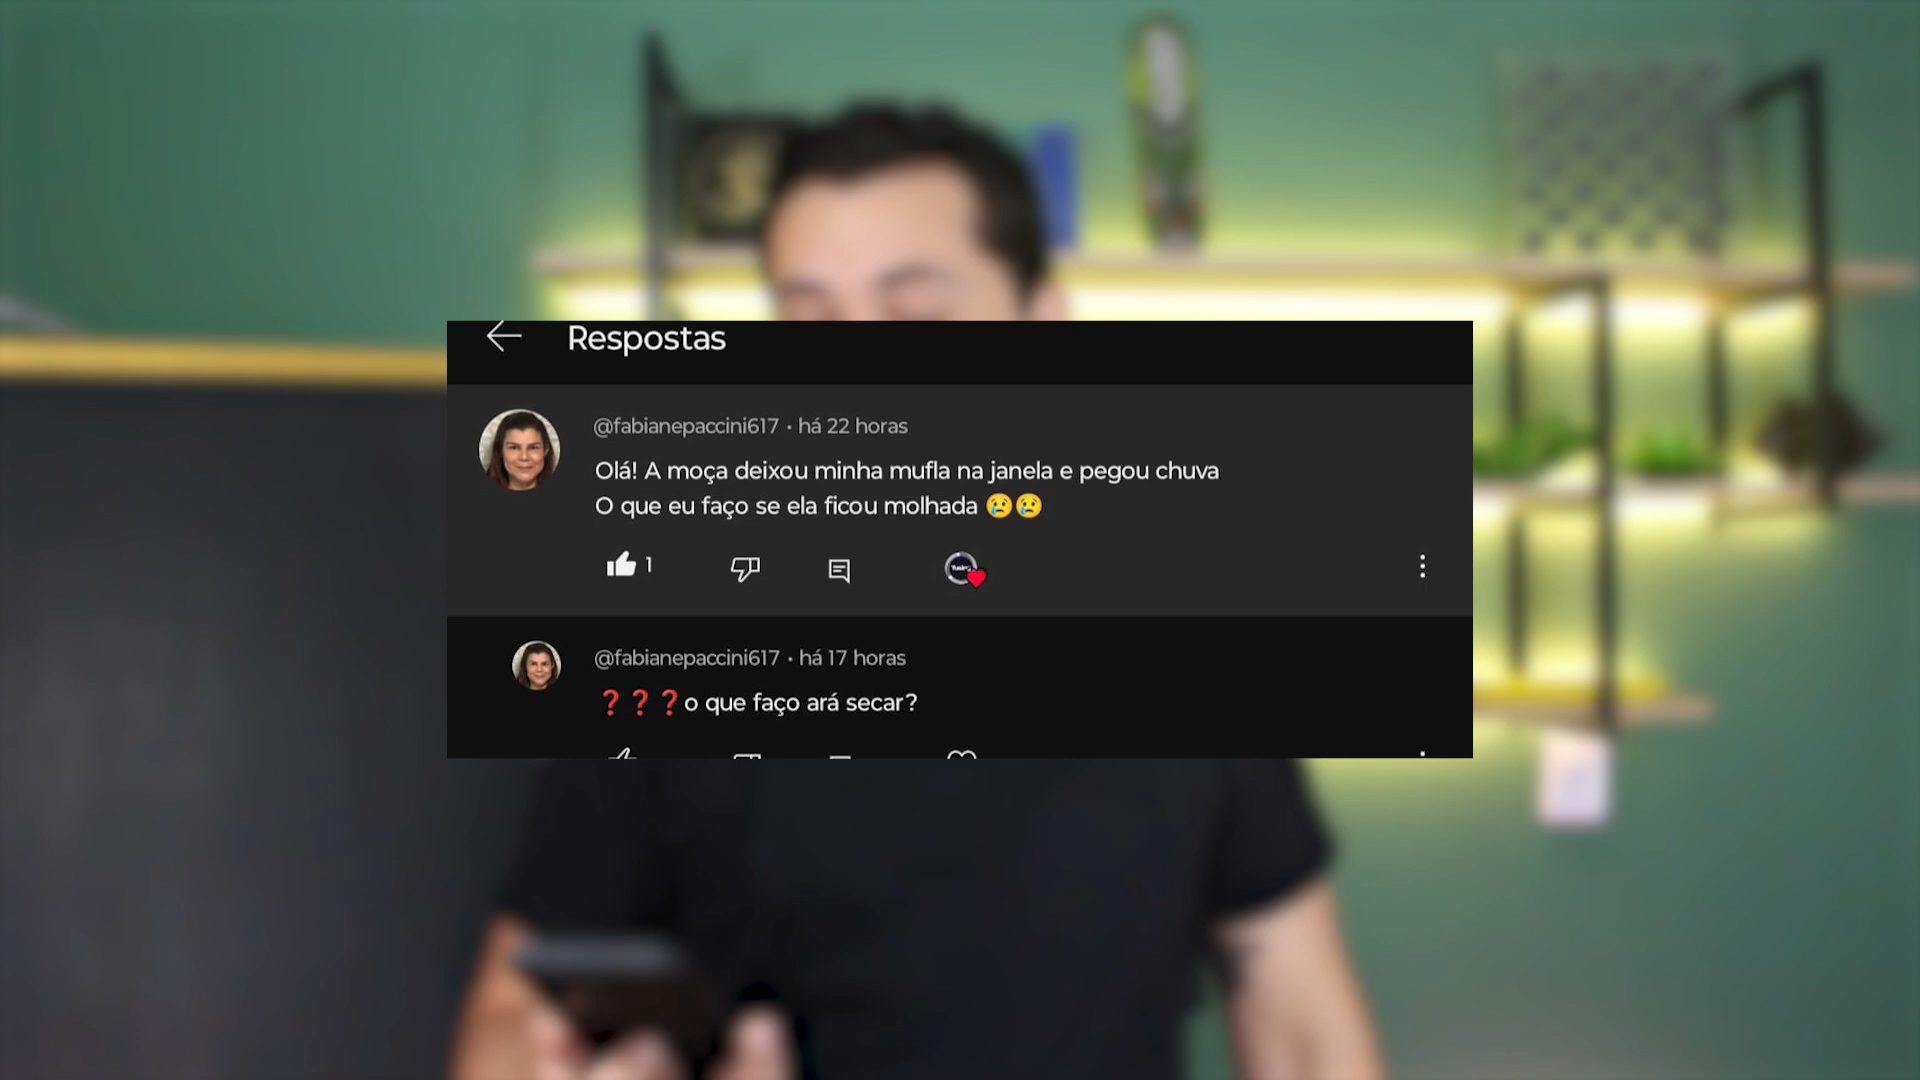 Respostas
@fabianepaccini617 · há 22 horas
Olá! A moça deixou minha mufla na janela e pegou chuva
O que eu faço se ela ficou molhada 😢😢
1
@fabianepaccini617 · há 17 horas
❓❓❓o que faço ará secar?